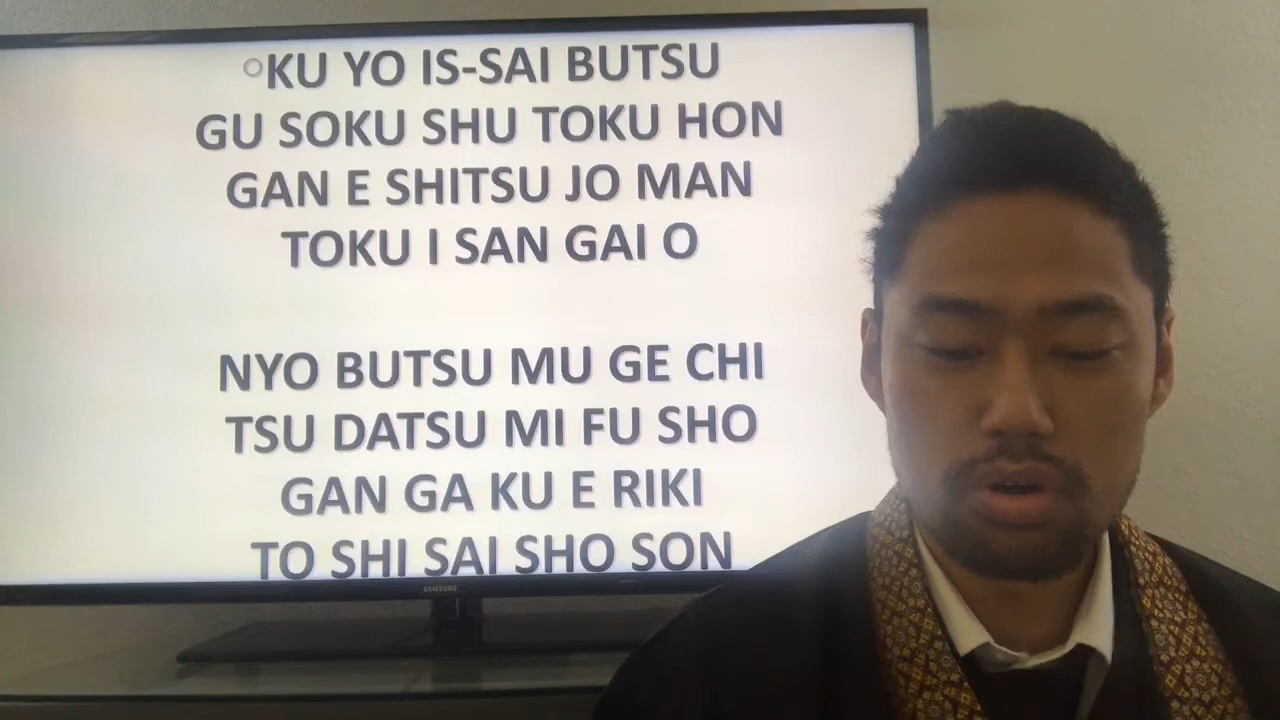 ○KU YO IS-SAI BUTSU
GU SOKU SHU TOKU HON
GAN E SHITSU JO MAN
TOKU I SAN GAI O
NYO BUTSU MU GE CHI
TSU DATSU MI FU SHO
GAN GA KU E RIKI
TO SHI SAI SHO SON
SAMSUNG